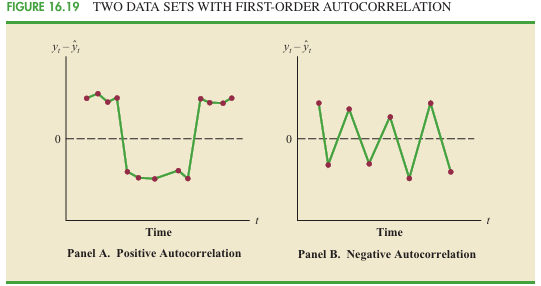 FIGURE 16.19 TWO DATA SETS WITH FIRST-ORDER AUTOCORRELATION
yₜ – ŷₜ
0
t
Time
Panel A. Positive Autocorrelation
yₜ – ŷₜ
0
t
Time
Panel B. Negative Autocorrelation